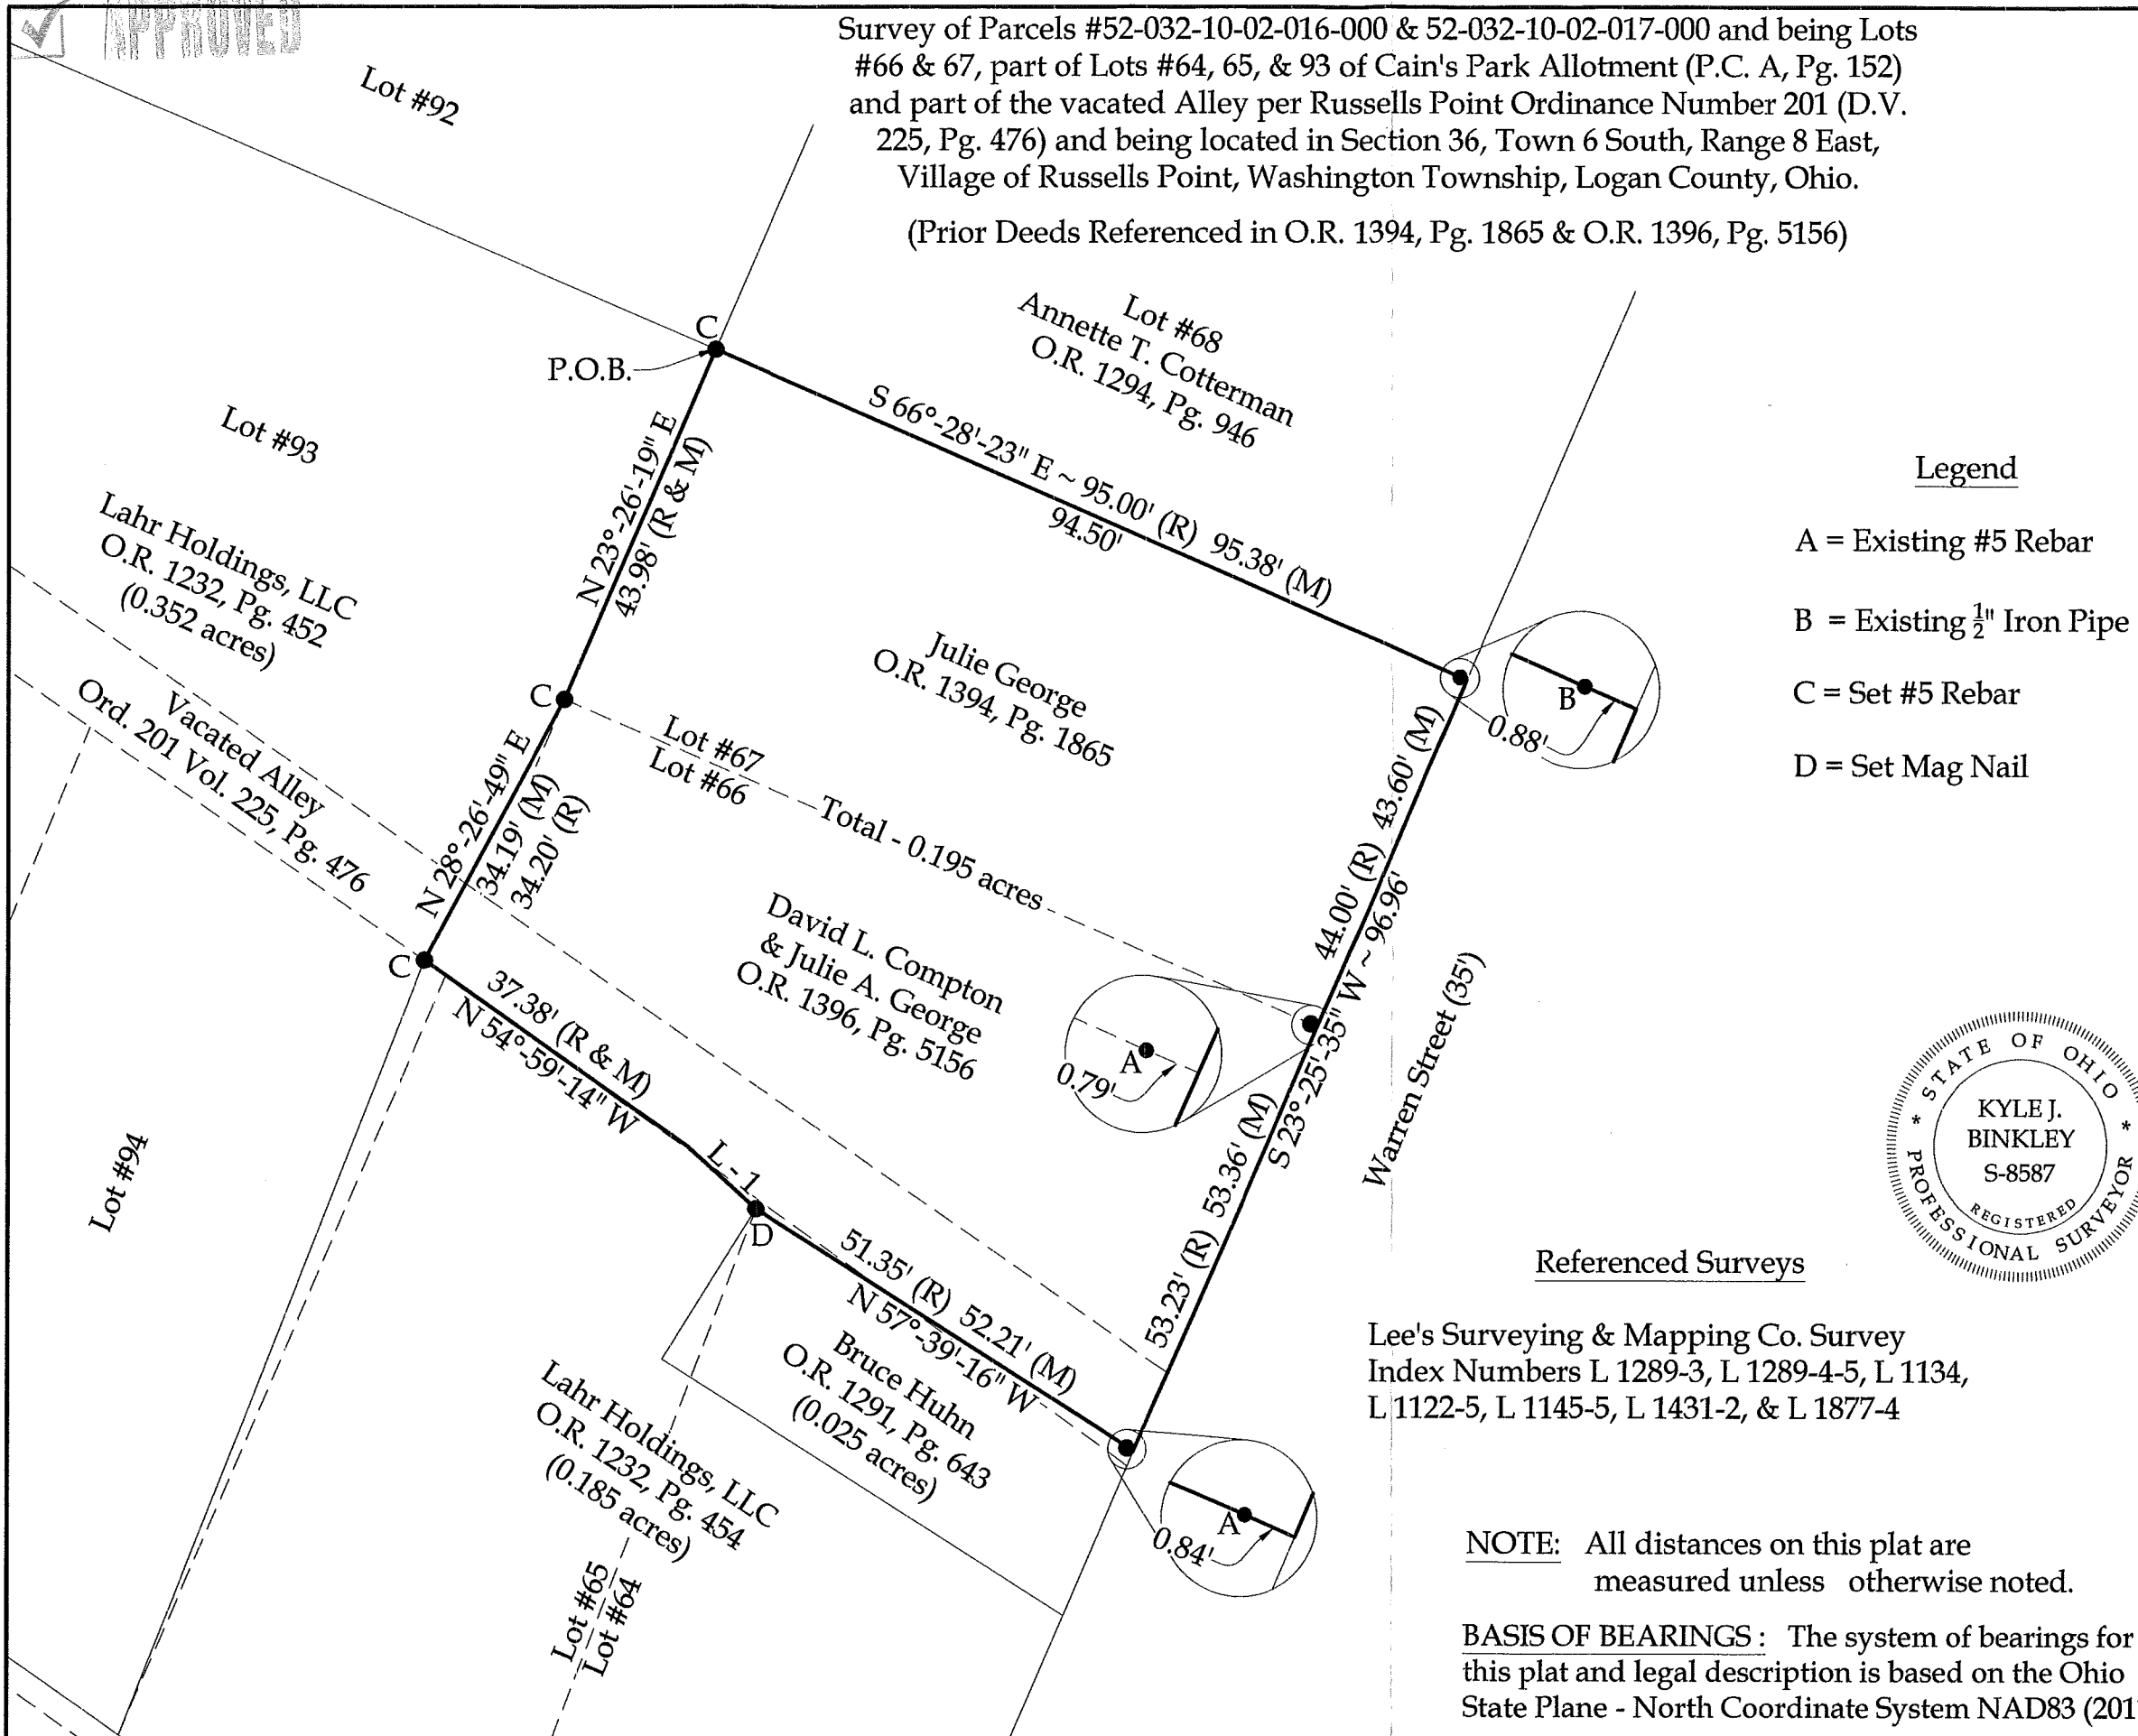 APPROVED
Survey of Parcels #52-032-10-02-016-000 & 52-032-10-02-017-000 and being Lots
#66 & 67, part of Lots #64, 65, & 93 of Cain's Park Allotment (P.C. A, Pg. 152)
and part of the vacated Alley per Russells Point Ordinance Number 201 (D.V.
225, Pg. 476) and being located in Section 36, Town 6 South, Range 8 East,
Village of Russells Point, Washington Township, Logan County, Ohio.
(Prior Deeds Referenced in O.R. 1394, Pg. 1865 & O.R. 1396, Pg. 5156)
Lot #92
Lot #68
Annette T. Cotterman
O.R. 1294, Pg. 946
C
P.O.B.
S 66°-28'-23" E ~ 95.00' (R) 95.38' (M)
94.50'
N 23°-26'-19" E
43.98' (R & M)
Lot #93
Lahr Holdings, LLC
O.R. 1232, Pg. 452
(0.352 acres)
Legend
A = Existing #5 Rebar
B = Existing ½" Iron Pipe
C = Set #5 Rebar
D = Set Mag Nail
Julie George
O.R. 1394, Pg. 1865
B
0.88'
C
Lot #67
Lot #66
Total - 0.195 acres
Vacated Alley
Ord. 201 Vol. 225, Pg. 476
N 28°-26'-49" E
34.19' (M)
34.20' (R)
44.00' (R) 43.60' (M)
S 23°-25'-35" W ~ 96.96'
53.23' (R) 53.36' (M)
Warren Street (35')
David L. Compton
& Julie A. George
O.R. 1396, Pg. 5156
A
0.79'
C
37.38' (R & M)
N 54°-59'-14" W
L - 1
D
51.35' (R) 52.21' (M)
N 57°-39'-16" W
Lot #94
Bruce Huhn
O.R. 1291, Pg. 643
(0.025 acres)
Lahr Holdings, LLC
O.R. 1232, Pg. 454
(0.185 acres)
Lot #65
Lot #64
A
0.84'
STATE OF OHIO
KYLE J.
BINKLEY
S-8587
REGISTERED
* PROFESSIONAL SURVEYOR *
Referenced Surveys
Lee's Surveying & Mapping Co. Survey
Index Numbers L 1289-3, L 1289-4-5, L 1134,
L 1122-5, L 1145-5, L 1431-2, & L 1877-4
NOTE: All distances on this plat are
measured unless otherwise noted.
BASIS OF BEARINGS : The system of bearings for
this plat and legal description is based on the Ohio
State Plane - North Coordinate System NAD83